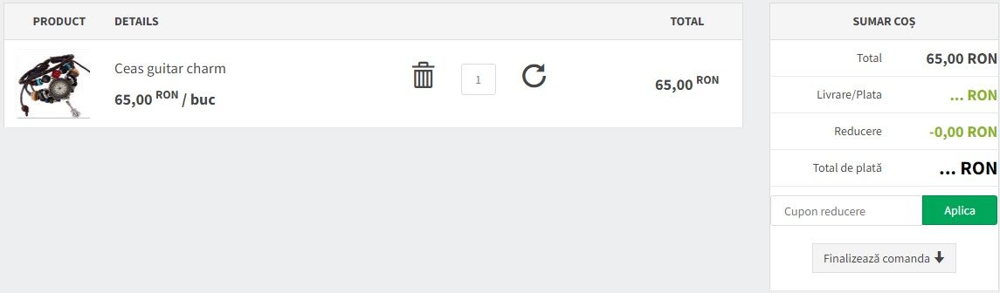 PRODUCT DETAILS TOTAL
Ceas guitar charm
65,00 RON / buc
1
65,00 RON
SUMAR COȘ
Total 65,00 RON
Livrare/Plata ... RON
Reducere -0,00 RON
Total de plată ... RON
Cupon reducere Aplica
Finalizează comanda